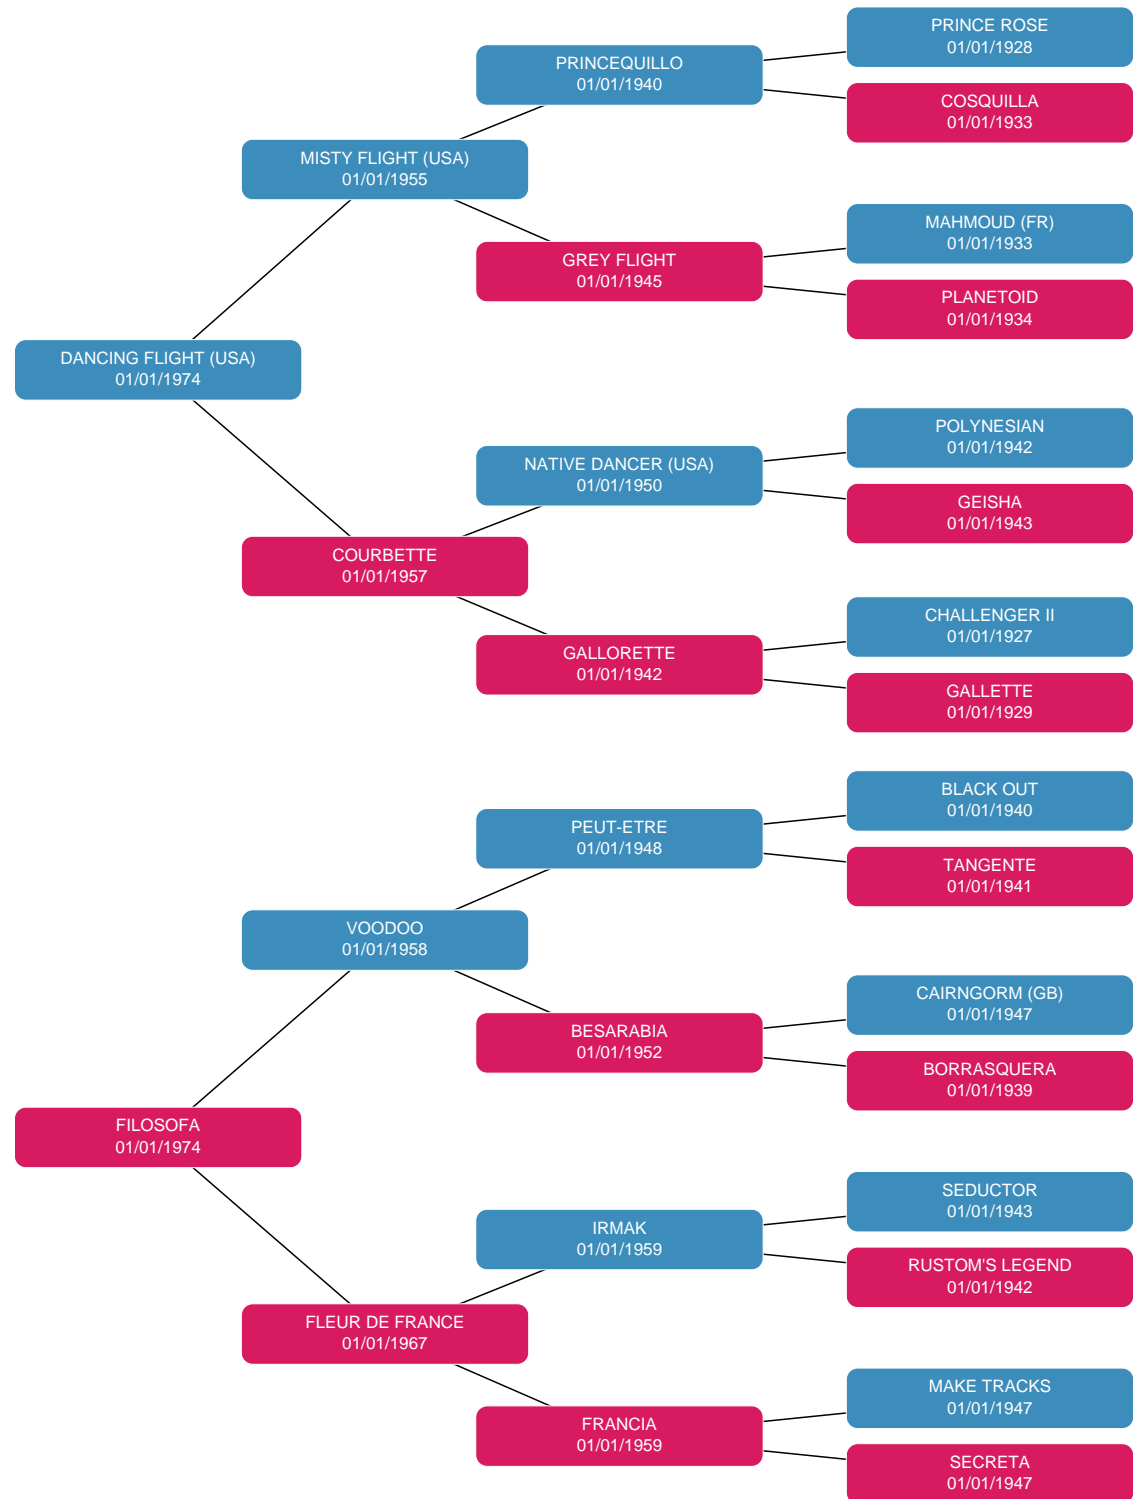 PRINCE ROSE
01/01/1928
PRINCEQUILLO
01/01/1940
COSQUILLA
01/01/1933
MISTY FLIGHT (USA)
01/01/1955
MAHMOUD (FR)
01/01/1933
GREY FLIGHT
01/01/1945
PLANETOID
01/01/1934
DANCING FLIGHT (USA)
01/01/1974
POLYNESIAN
01/01/1942
NATIVE DANCER (USA)
01/01/1950
GEISHA
01/01/1943
COURBETTE
01/01/1957
CHALLENGER II
01/01/1927
GALLORETTE
01/01/1942
GALLETTE
01/01/1929
BLACK OUT
01/01/1940
PEUT-ETRE
01/01/1948
TANGENTE
01/01/1941
VOODOO
01/01/1958
CAIRNGORM (GB)
01/01/1947
BESARABIA
01/01/1952
BORRASQUERA
01/01/1939
FILOSOFA
01/01/1974
SEDUCTOR
01/01/1943
IRMAK
01/01/1959
RUSTOM'S LEGEND
01/01/1942
FLEUR DE FRANCE
01/01/1967
MAKE TRACKS
01/01/1947
FRANCIA
01/01/1959
SECRETA
01/01/1947